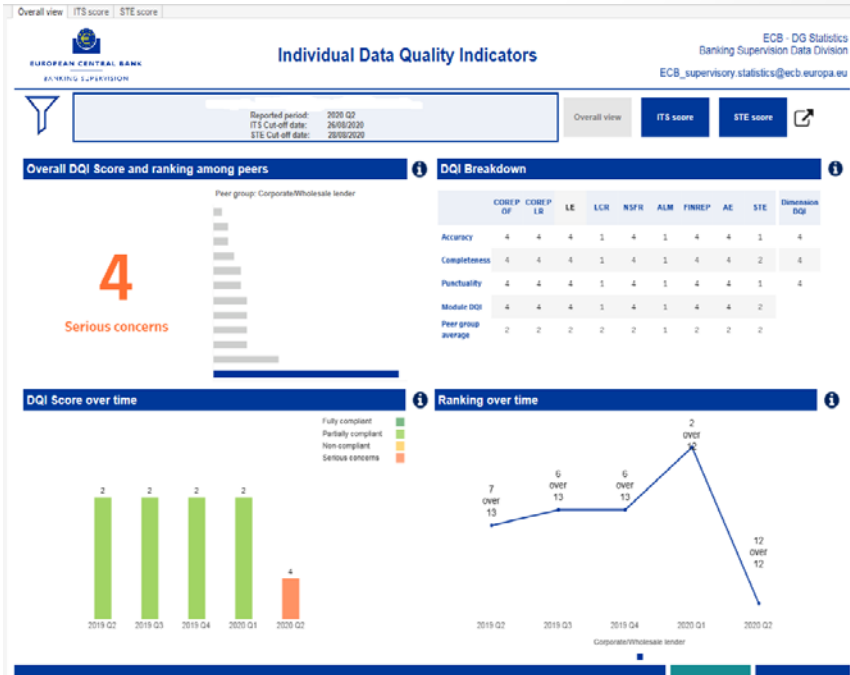 Overall view ITS score STE score
EUROPEAN CENTRAL BANK
BANKING SUPERVISION
Individual Data Quality Indicators
ECB - DG Statistics
Banking Supervision Data Division
ECB_supervisory.statistics@ecb.europa.eu
Reported period: 2020 Q2
ITS Cut-off date: 26/08/2020
STE Cut-off date: 28/08/2020
Overall view
ITS score
STE score
Overall DQI Score and ranking among peers
Peer group: Corporate/Wholesale lender
4
Serious concerns
DQI Breakdown
COREP OF COREP LR LE LCR NSFR ALM FINREP AE STE Dimension DQI
Accuracy 4 4 4 1 4 1 4 4 1 4
Completeness 4 4 4 1 4 1 4 4 2 4
Punctuality 4 4 4 1 4 1 4 4 1 4
Module DQI 4 4 4 1 4 1 4 4 2
Peer group average 2 2 2 2 2 1 2 2 2
DQI Score over time
Fully compliant
Partially compliant
Non-compliant
Serious concerns
2 2 2 2 4
2019 Q2 2019 Q3 2019 Q4 2020 Q1 2020 Q2
Ranking over time
7 over 13
6 over 13
6 over 13
2 over 12
12 over 12
2019 Q2 2019 Q3 2019 Q4 2020 Q1 2020 Q2
Corporate/Wholesale lender